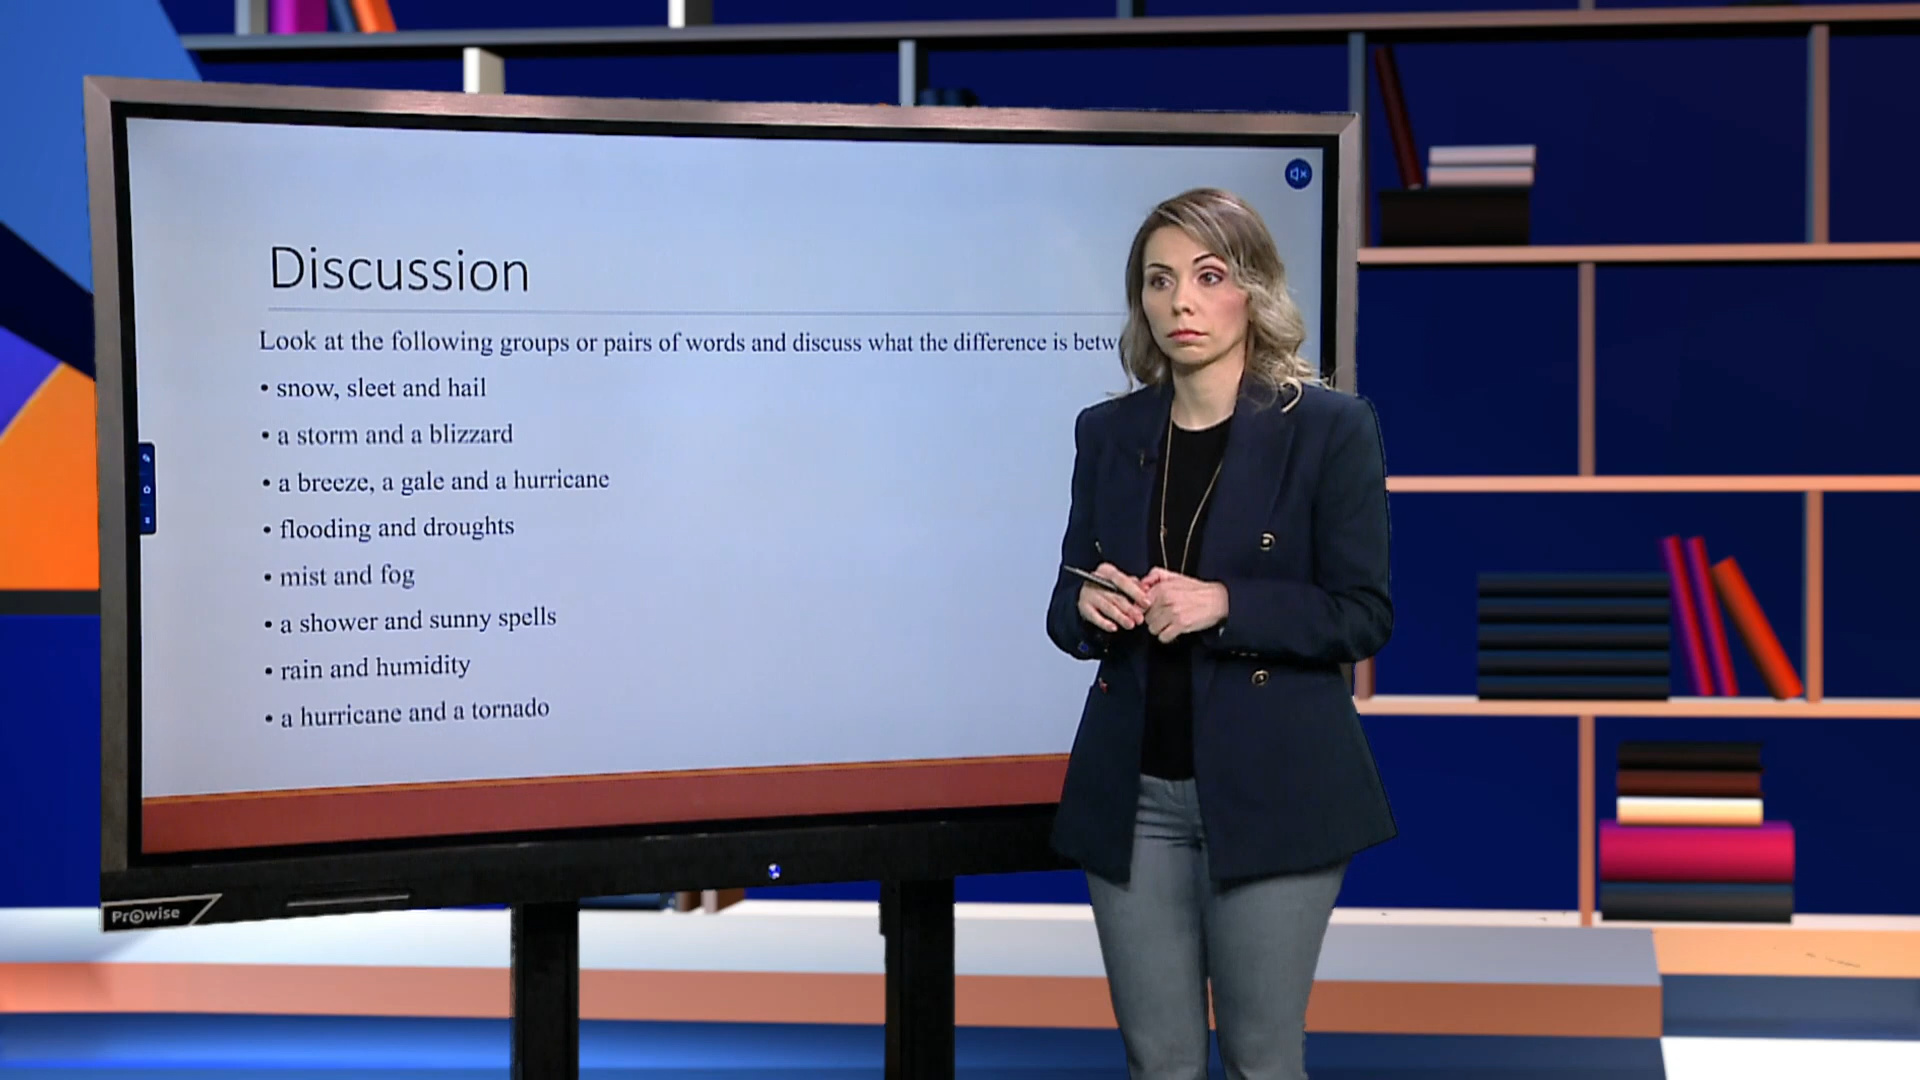 Discussion
Look at the following groups or pairs of words and discuss what the difference is
• snow, sleet and hail
• a storm and a blizzard
• a breeze, a gale and a hurricane
• flooding and droughts
• mist and fog
• a shower and sunny spells
• rain and humidity
• a hurricane and a tornado
Prowise